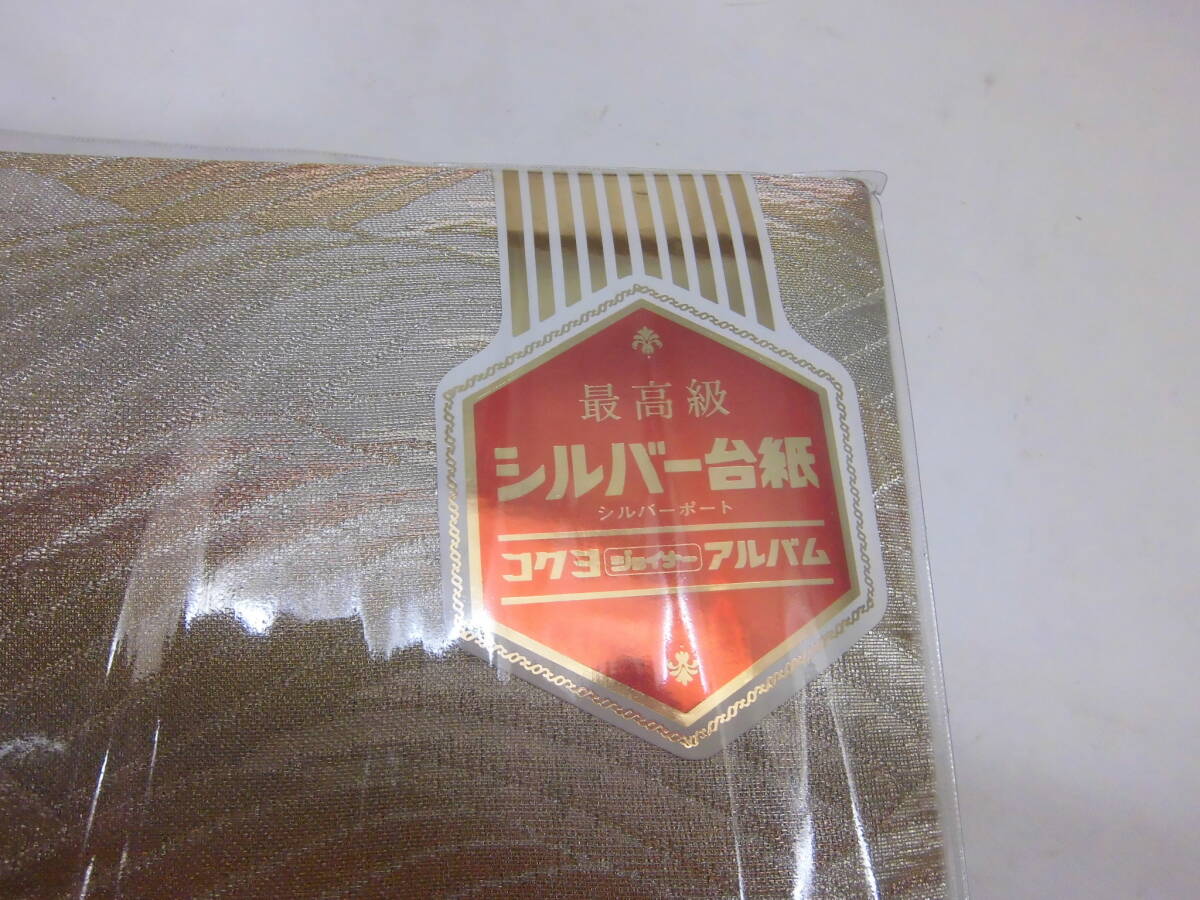 最高級
シルバー台紙
シルバーボート
コクヨ ジョイナー アルバム